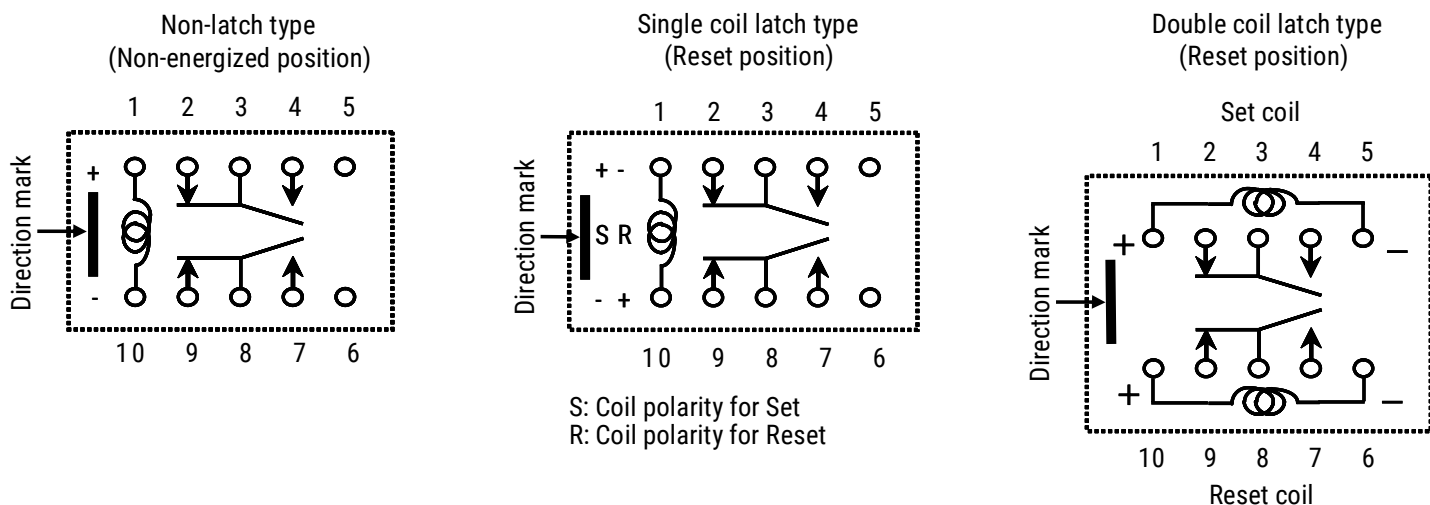 Non-latch type
(Non-energized position)
1 2 3 4 5
Direction mark
+
-
10 9 8 7 6
Single coil latch type
(Reset position)
1 2 3 4 5
Direction mark
+ -
S R
- +
10 9 8 7 6
S: Coil polarity for Set
R: Coil polarity for Reset
Double coil latch type
(Reset position)
Set coil
1 2 3 4 5
Direction mark
+ −
+ −
10 9 8 7 6
Reset coil